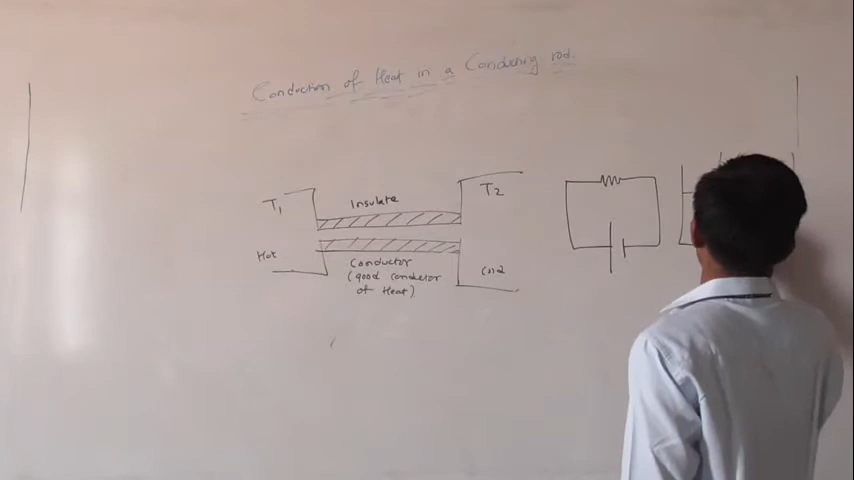 Conduction of Heat in a Conducting rod.
T1
Insulate
T2
Hot
Conductor
(good conductor
of Heat)
Cold